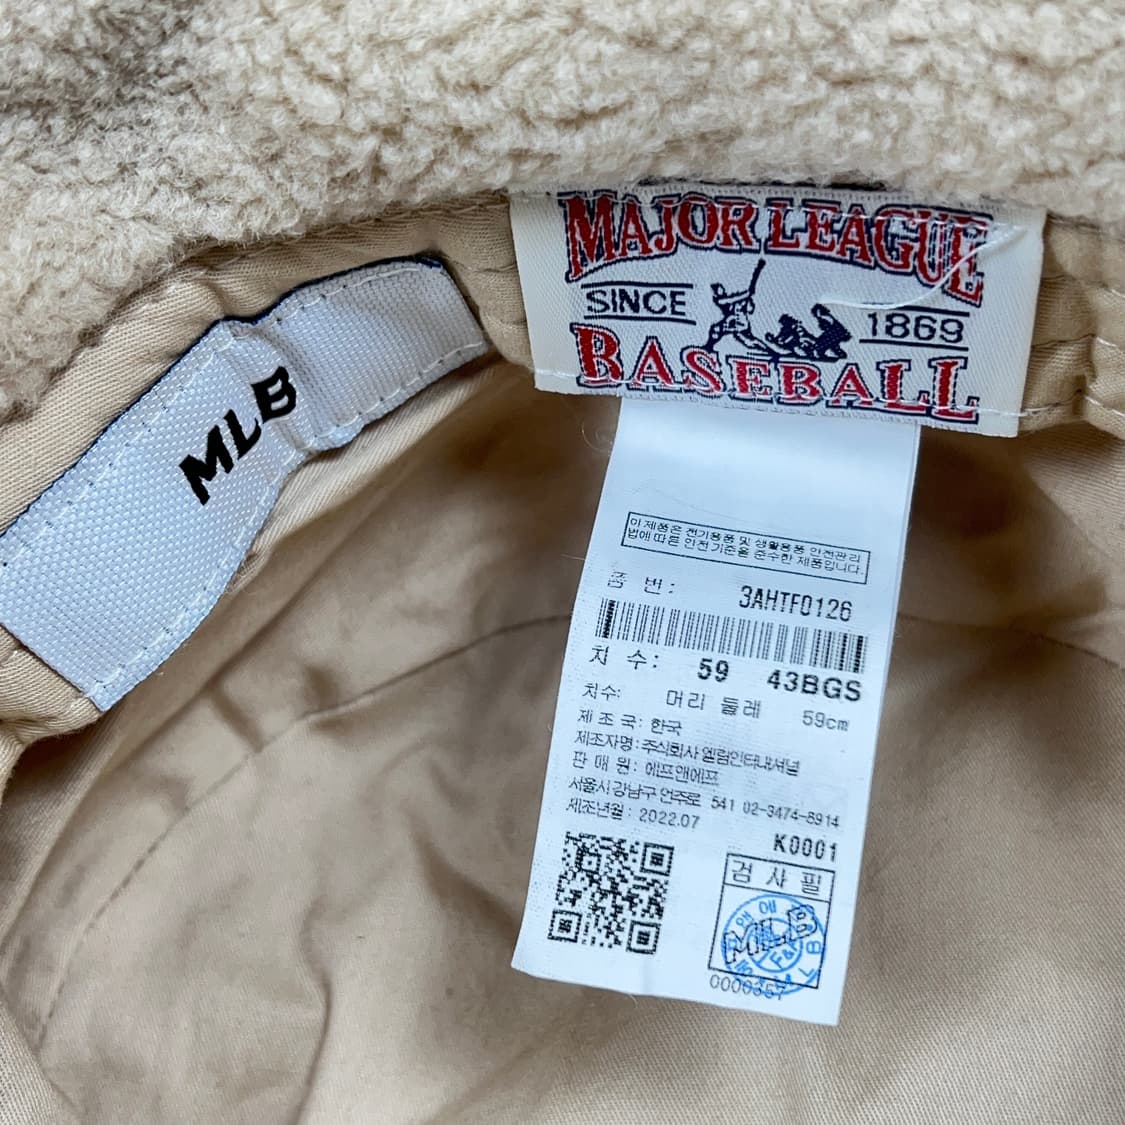 MAJOR LEAGUE
SINCE 1869
BASEBALL
MLB
이 제품은 전기용품 및 생활용품 안전관리
법에 따른 안전기준을 준수한 제품입니다.
품 번: 3AHTF0126
치 수: 59 43BGS
치수: 머리 둘레 59cm
제 조 국: 한국
제조자명: 주식회사 엘림인터내셔널
판 매 원: 에프앤에프
서울시 강남구 언주로 541 02-3474-8914
제조년월: 2022.07
K0001
검 사 필
MLB
0000357